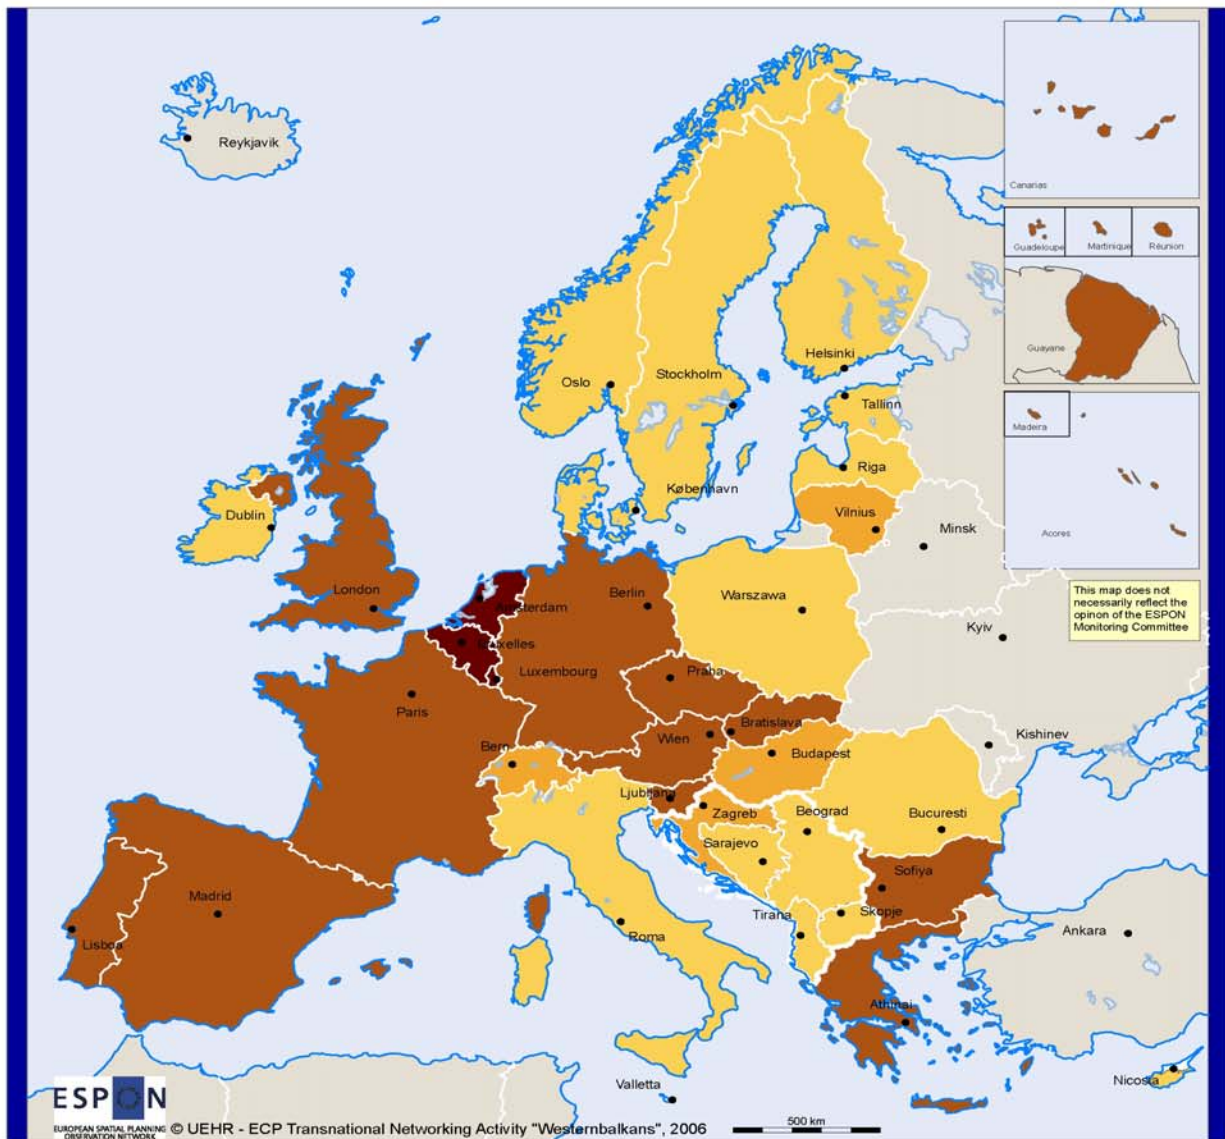 Reykjavik
Canarias
Guadeloupe
Martinique
Réunion
Guayane
Helsinki
Oslo
Stockholm
Tallinn
Madeira
Riga
København
Vilnius
Dublin
Minsk
Acores
London
Amsterdam
Berlin
Warszawa
This map does not
necessarily reflect the
opinon of the ESPON
Monitoring Committee
Kyiv
Bruxelles
Luxembourg
Praha
Paris
Bratislava
Wien
Kishinev
Bern
Budapest
Ljubljana
Zagreb
Beograd
Bucuresti
Sarajevo
Sofiya
Madrid
Tirana
Skopje
Ankara
Lisboa
Roma
Athinai
Valletta
Nicosia
ESPON
EUROPEAN SPATIAL PLANNING
OBSERVATION NETWORK
© UEHR - ECP Transnational Networking Activity "Westernbalkans", 2006
500 km